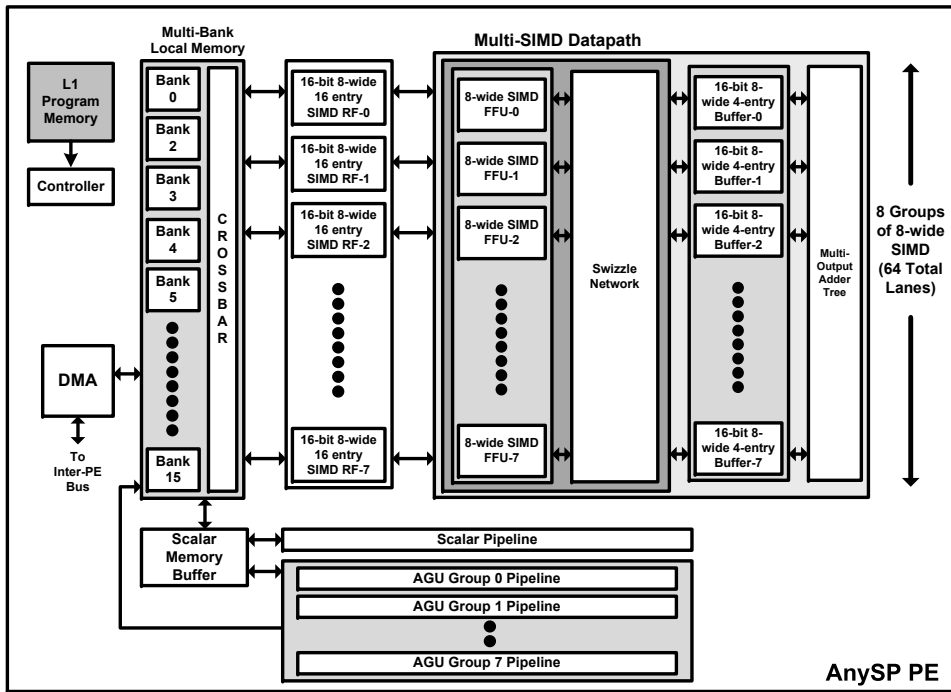 Multi-Bank
Local Memory
Multi-SIMD Datapath
L1
Program
Memory
Controller
Bank
0
Bank
2
Bank
3
Bank
4
Bank
5
Bank
15
CROSSBAR
16-bit 8-wide
16 entry
SIMD RF-0
16-bit 8-wide
16 entry
SIMD RF-1
16-bit 8-wide
16 entry
SIMD RF-2
16-bit 8-wide
16 entry
SIMD RF-7
8-wide SIMD
FFU-0
8-wide SIMD
FFU-1
8-wide SIMD
FFU-2
8-wide SIMD
FFU-7
Swizzle
Network
16-bit 8-
wide 4-entry
Buffer-0
16-bit 8-
wide 4-entry
Buffer-1
16-bit 8-
wide 4-entry
Buffer-2
16-bit 8-
wide 4-entry
Buffer-7
Multi-
Output
Adder
Tree
8 Groups
of 8-wide
SIMD
(64 Total
Lanes)
DMA
To
Inter-PE
Bus
Scalar
Memory
Buffer
Scalar Pipeline
AGU Group 0 Pipeline
AGU Group 1 Pipeline
AGU Group 7 Pipeline
AnySP PE